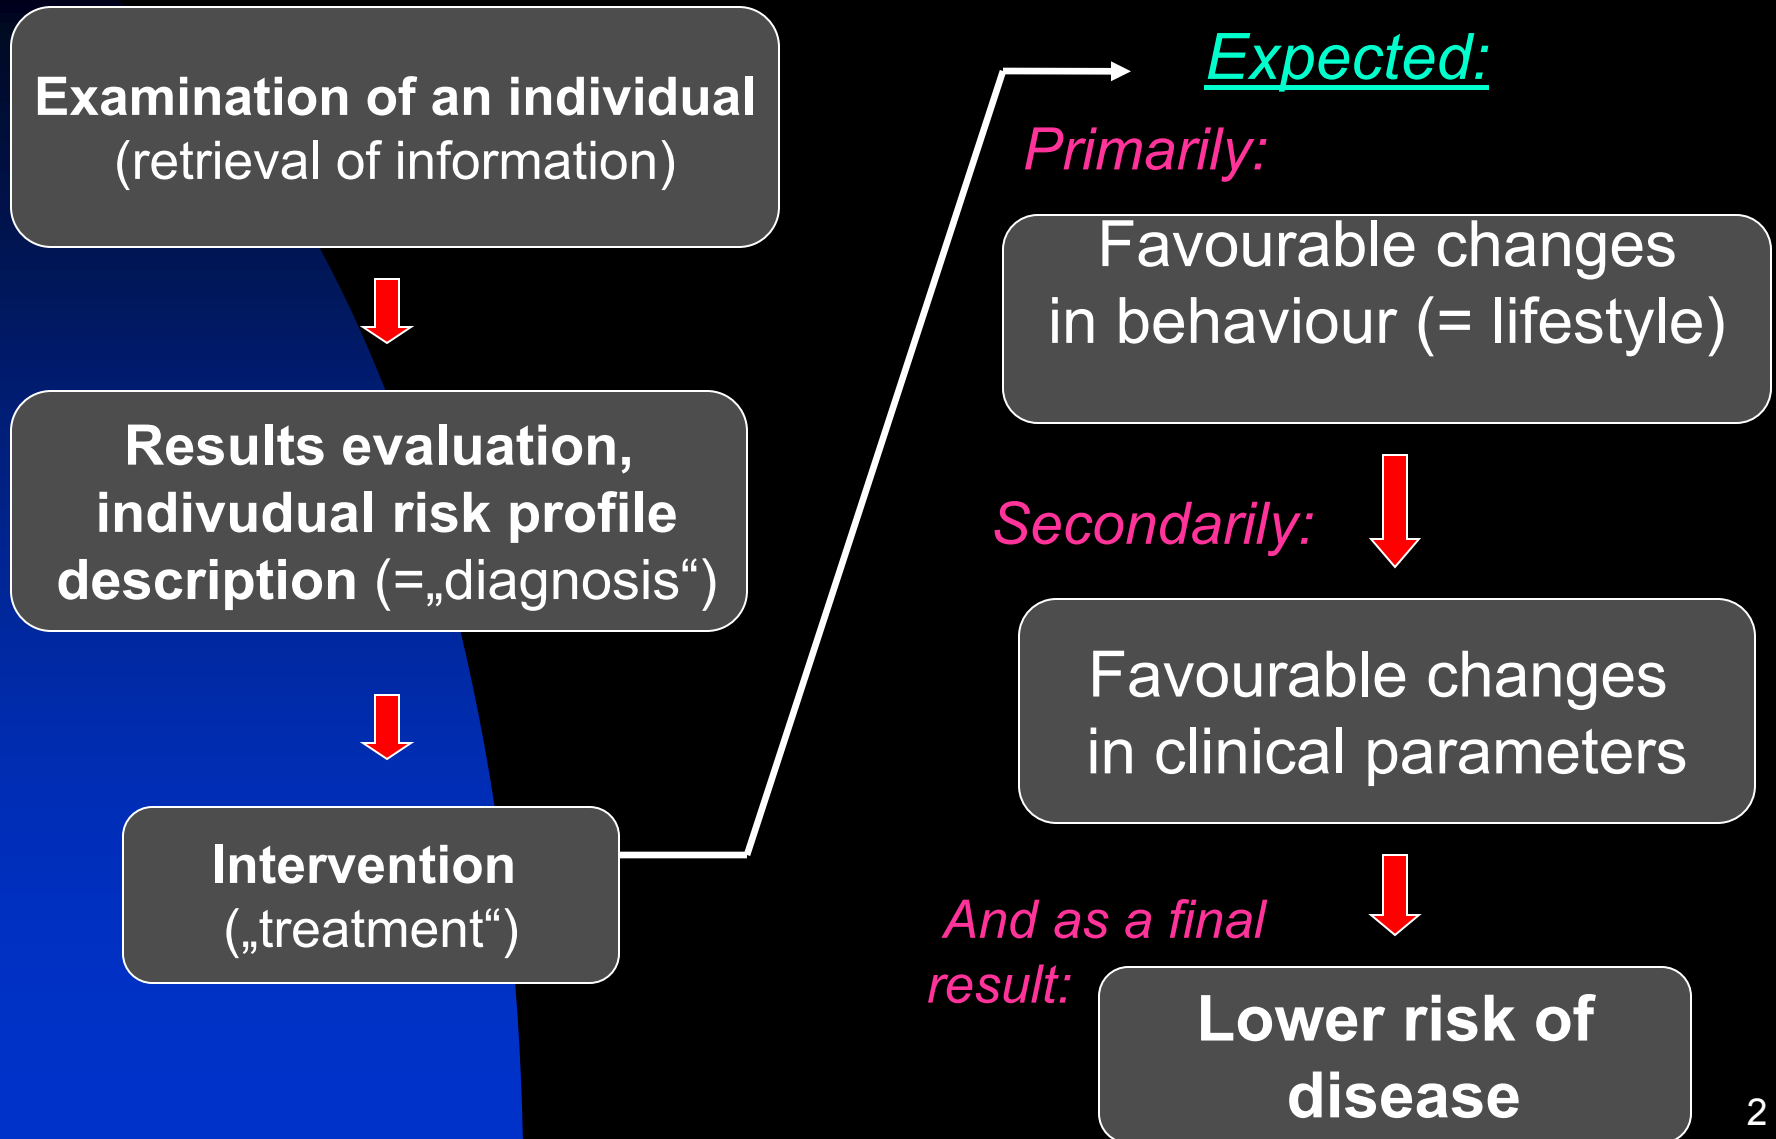 Examination of an individual
(retrieval of information)
Results evaluation,
indivudual risk profile
description (=„diagnosis“)
Intervention
(„treatment“)
Expected:
Primarily:
Favourable changes
in behaviour (= lifestyle)
Secondarily:
Favourable changes
in clinical parameters
And as a final
result:
Lower risk of
disease
2